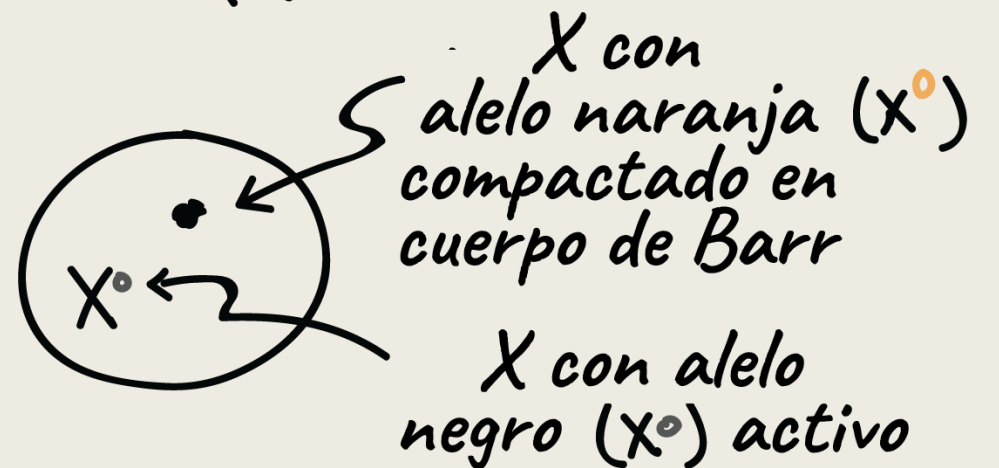 X con
alelo naranja (X^o)
compactado en
cuerpo de Barr
X^o
X con alelo
negro (X^o) activo